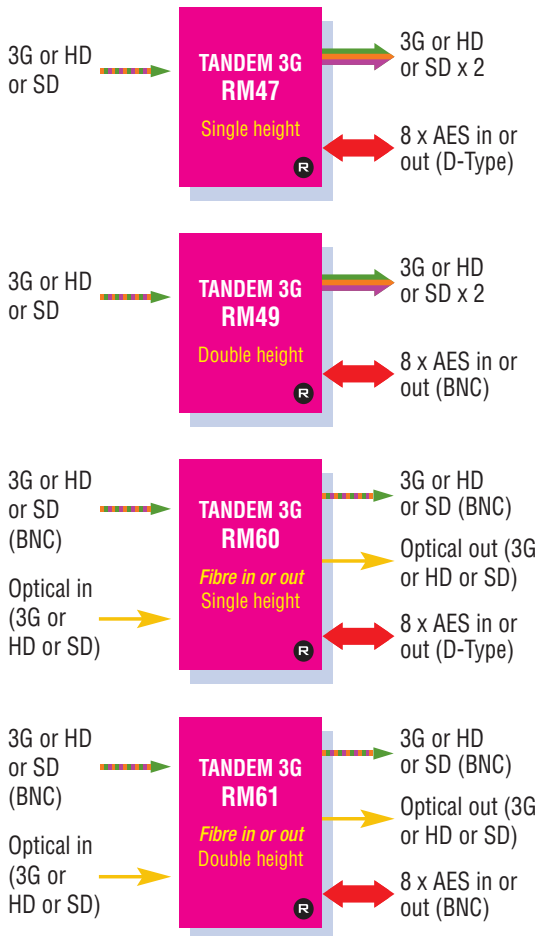 3G or HD
or SD
TANDEM 3G
RM47
Single height
R
3G or HD
or SD x 2
8 x AES in or
out (D-Type)
3G or HD
or SD
TANDEM 3G
RM49
Double height
R
3G or HD
or SD x 2
8 x AES in or
out (BNC)
3G or HD
or SD
(BNC)
Optical in
(3G or
HD or SD)
TANDEM 3G
RM60
Fibre in or out
Single height
R
3G or HD
or SD (BNC)
Optical out (3G
or HD or SD)
8 x AES in or
out (D-Type)
3G or HD
or SD
(BNC)
Optical in
(3G or
HD or SD)
TANDEM 3G
RM61
Fibre in or out
Double height
R
3G or HD
or SD (BNC)
Optical out (3G
or HD or SD)
8 x AES in or
out (BNC)